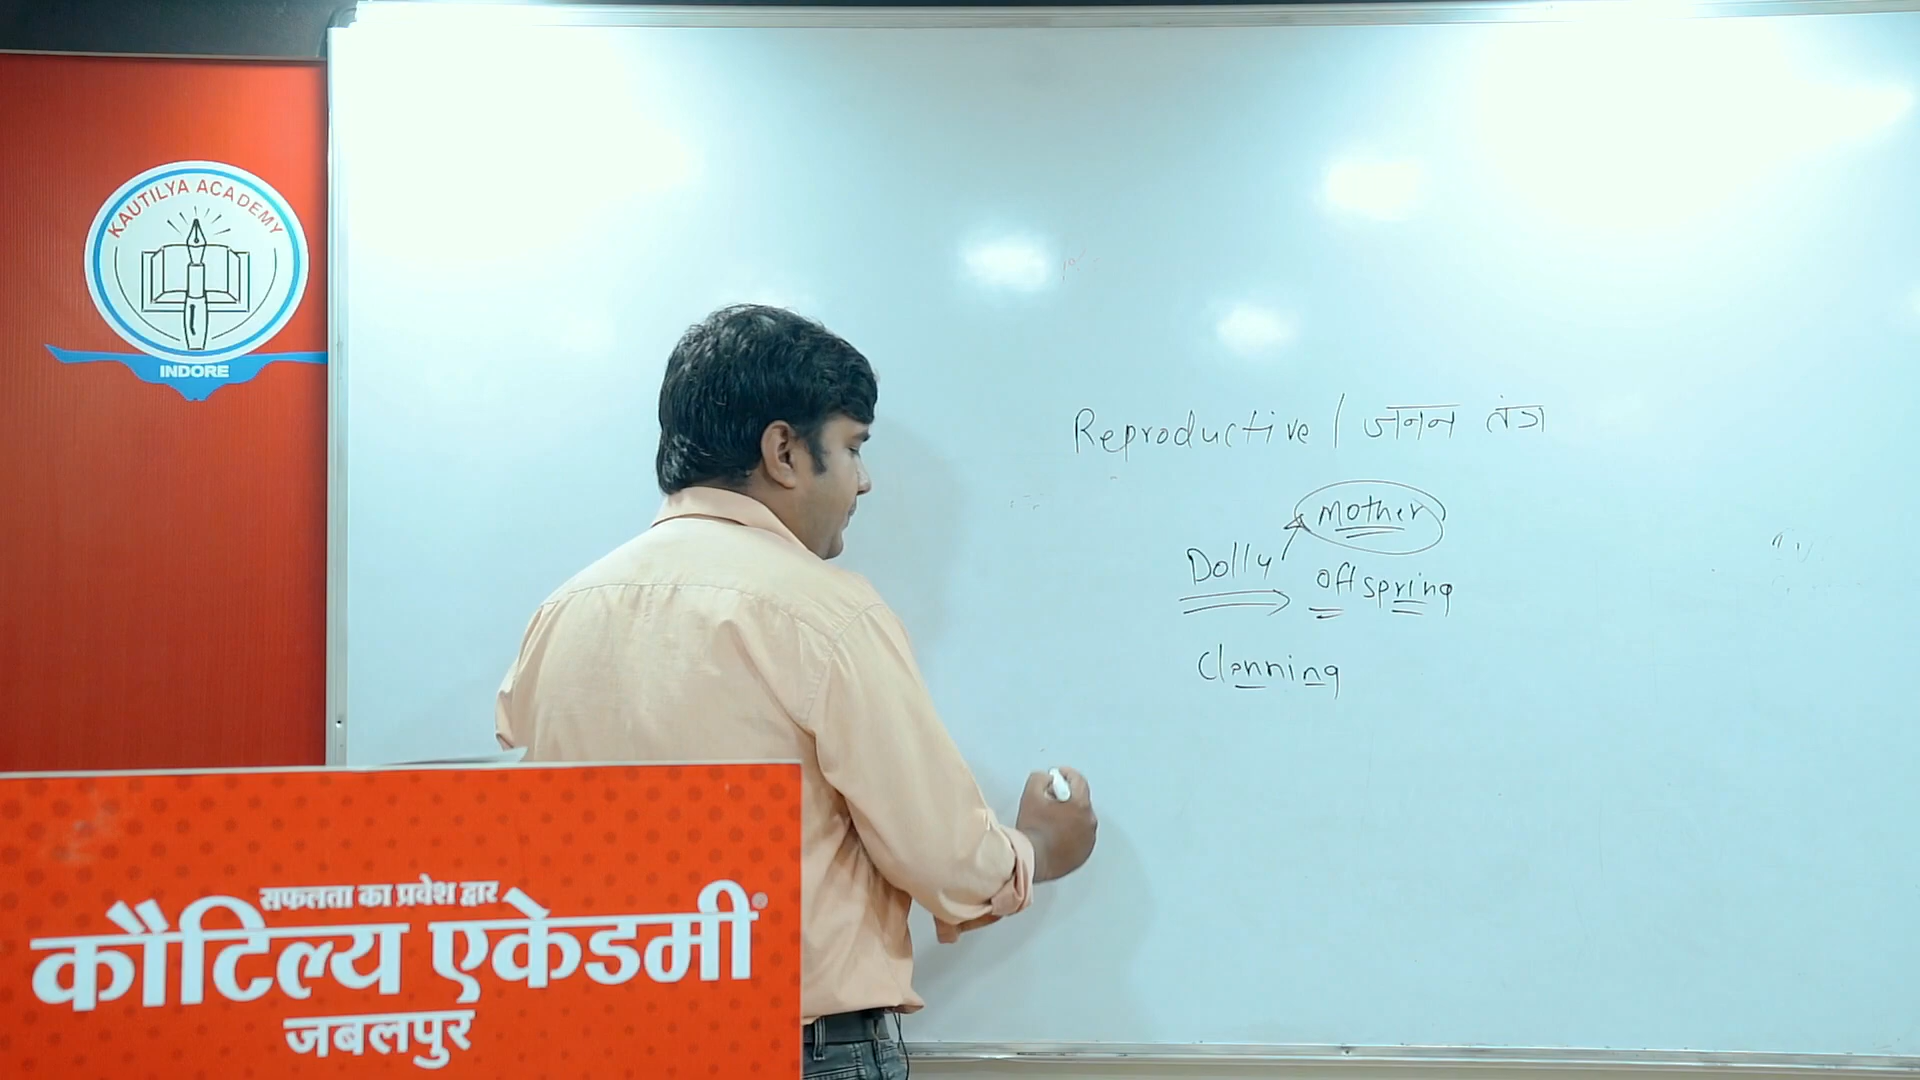 KAUTILYA ACADEMY
INDORE
Reproductive / जनन तंत्र
Mother
Dolly
offspring
Clonning
सफलता का प्रवेश द्वार
कौटिल्य एकेडमी®
जबलपुर